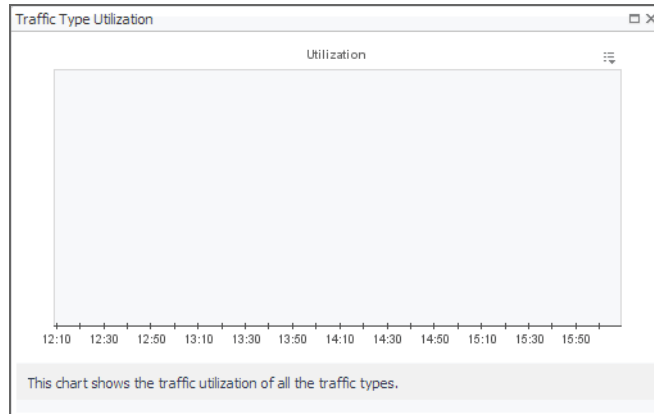 Traffic Type Utilization
Utilization
12:10 12:30 12:50 13:10 13:30 13:50 14:10 14:30 14:50 15:10 15:30 15:50
This chart shows the traffic utilization of all the traffic types.